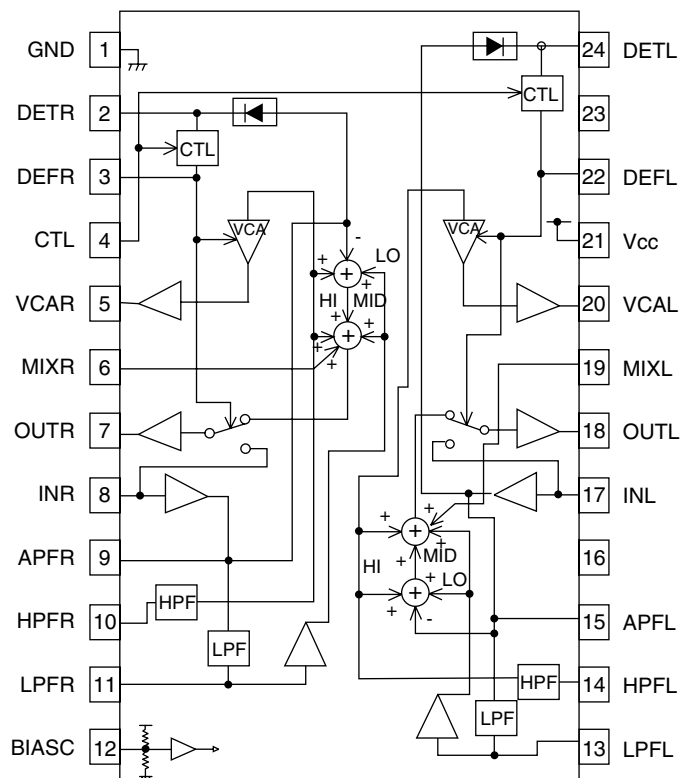 GND 1
24 DETL
DETR 2
CTL
23
CTL
DEFR 3
22 DEFL
VCA
VCA
CTL 4
21 Vcc
-
LO
+ + +
VCAR 5
HI + MID
20 VCAL
+ +
MIXR 6
+
19 MIXL
OUTR 7
18 OUTL
INR 8
17 INL
+ +
+ + +
APFR 9
HI + MID
16
+ LO
HPFR 10
HPF
+ + +
-
15 APFL
LPF
LPFR 11
HPF
14 HPFL
LPF
BIASC 12
13 LPFL